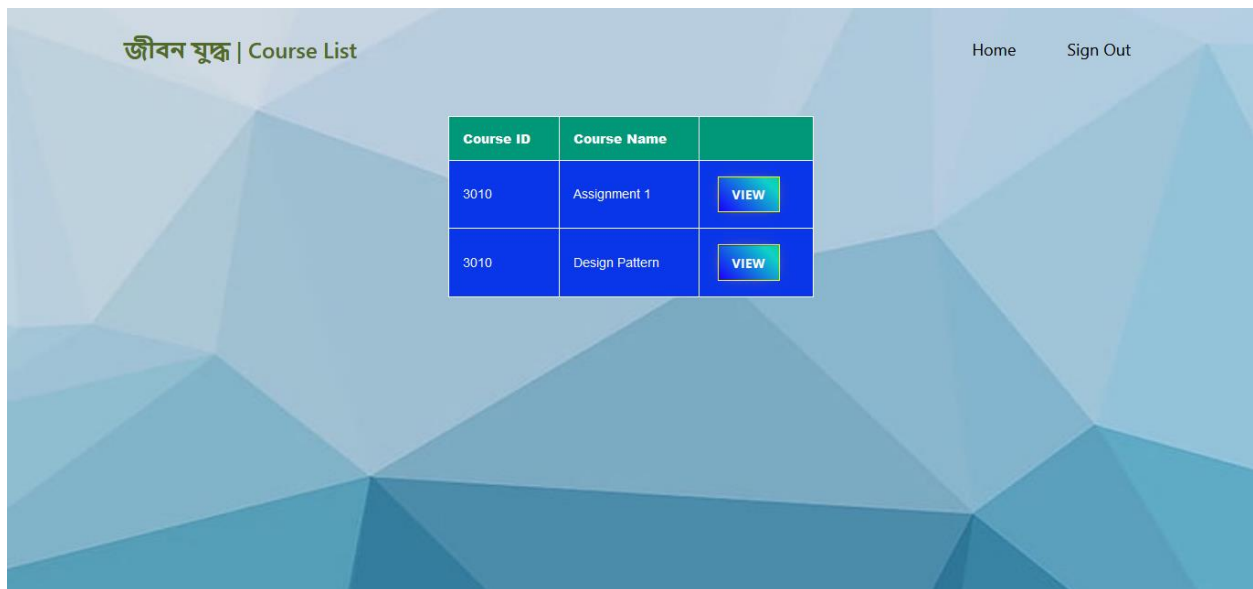 জীবন যুদ্ধ | Course List
Home Sign Out
Course ID Course Name
3010 Assignment 1 VIEW
3010 Design Pattern VIEW